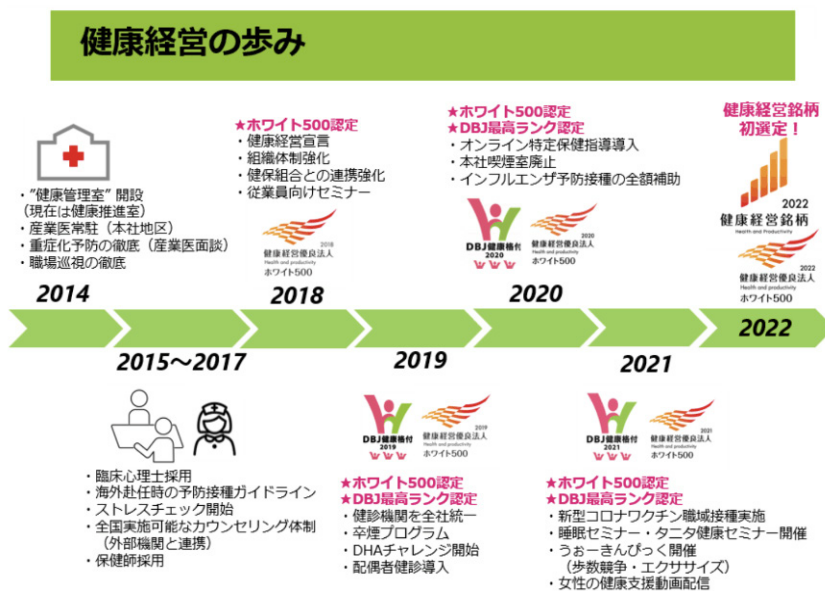 健康経営の歩み
・“健康管理室” 開設
(現在は健康推進室)
・産業医常駐（本社地区）
・重症化予防の徹底（産業医面談）
・職場巡視の徹底
2014
★ホワイト500認定
・健康経営宣言
・組織体制強化
・健保組合との連携強化
・従業員向けセミナー
2018
健康経営優良法人
Health and productivity
ホワイト500
2018
★ホワイト500認定
★DBJ最高ランク認定
・オンライン特定保健指導導入
・本社喫煙室廃止
・インフルエンザ予防接種の全額補助
DBJ健康格付
2020
2020
健康経営優良法人
Health and productivity
ホワイト500
2020
健康経営銘柄
初選定！
2022
健康経営銘柄
Health and Productivity
2022
健康経営優良法人
Health and productivity
ホワイト500
2022
2015～2017
・臨床心理士採用
・海外赴任時の予防接種ガイドライン
・ストレスチェック開始
・全国実施可能なカウンセリング体制
（外部機関と連携）
・保健師採用
2019
DBJ健康格付
2019
2019
健康経営優良法人
Health and productivity
ホワイト500
★ホワイト500認定
★DBJ最高ランク認定
・健診機関を全社統一
・卒煙プログラム
・DHAチャレンジ開始
・配偶者健診導入
2021
DBJ健康格付
2021
2021
健康経営優良法人
Health and productivity
ホワイト500
★ホワイト500認定
★DBJ最高ランク認定
・新型コロナワクチン職域接種実施
・睡眠セミナー・タニタ健康セミナー開催
・うぉーきんぴっく開催
（歩数競争・エクササイズ）
・女性の健康支援動画配信